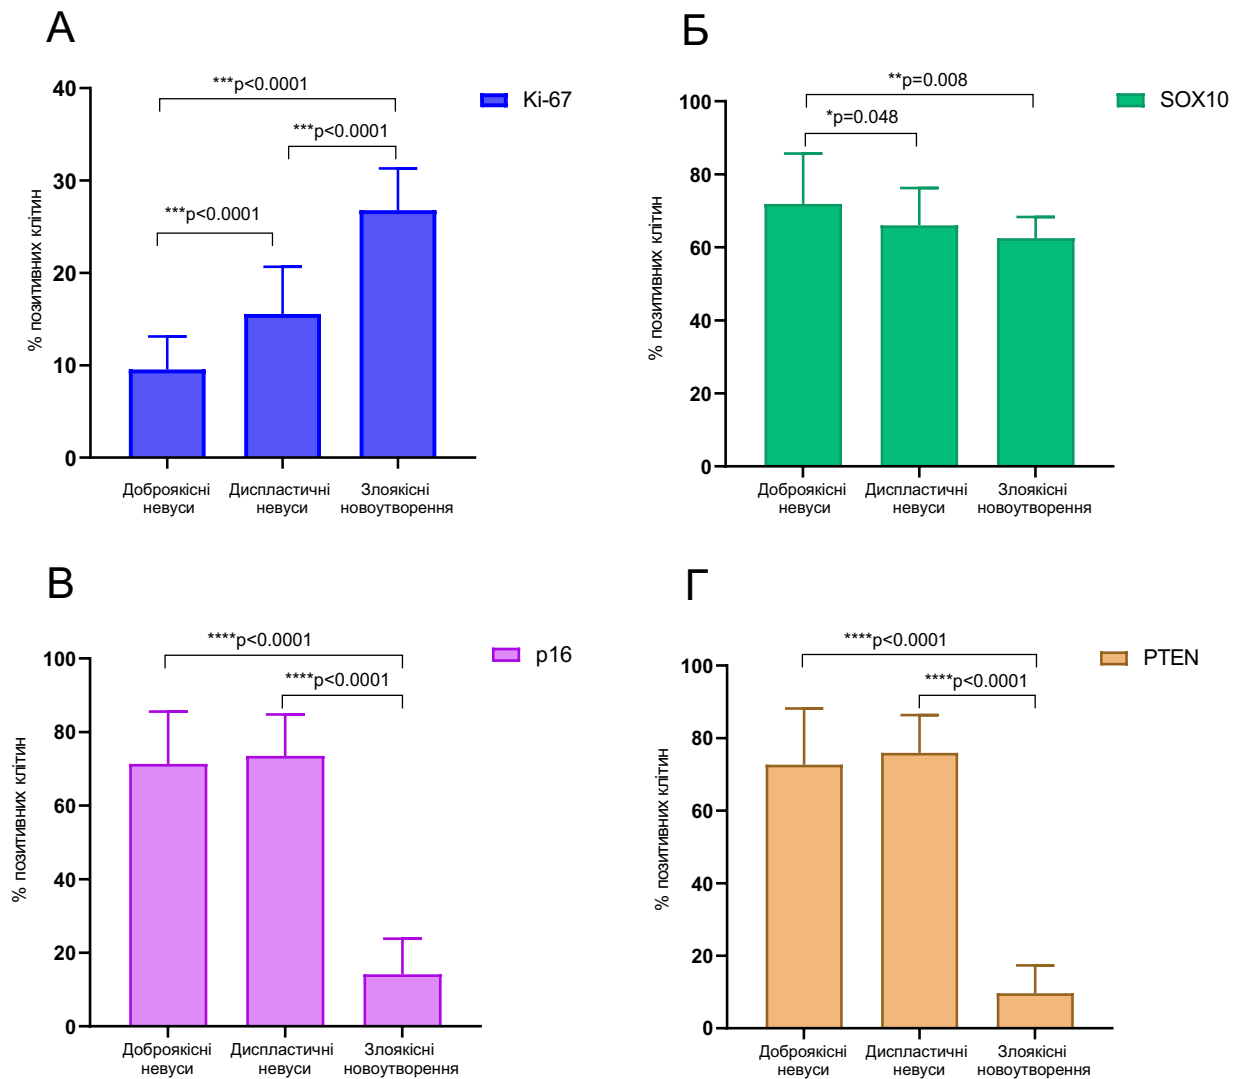 А
***p<0.0001
***p<0.0001
***p<0.0001
Ki-67
% позитивних клітин
40
30
20
10
0
Доброякісні
невуси
Диспластичні
невуси
Злоякісні
новоутворення
Б
**p=0.008
*p=0.048
SOX10
% позитивних клітин
100
80
60
40
20
0
Доброякісні
невуси
Диспластичні
невуси
Злоякісні
новоутворення
В
****p<0.0001
****p<0.0001
p16
% позитивних клітин
100
80
60
40
20
0
Доброякісні
невуси
Диспластичні
невуси
Злоякісні
новоутворення
Г
****p<0.0001
****p<0.0001
PTEN
% позитивних клітин
100
80
60
40
20
0
Доброякісні
невуси
Диспластичні
невуси
Злоякісні
новоутворення